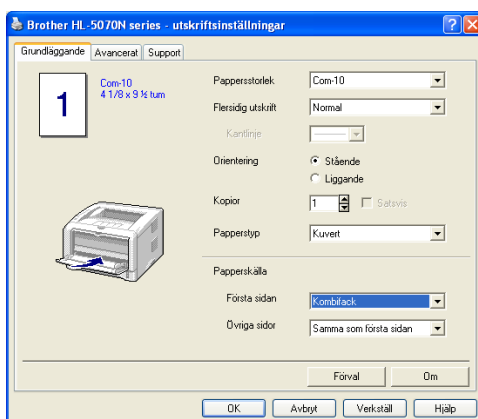 Brother HL-5070N series - utskriftsinställningar
Grundläggande Avancerat Support
1
Com-10
4 1/8 x 9 ½ tum
Pappersstorlek Com-10
Flersidig utskrift Normal
Kantlinje
Orientering Stående
Liggande
Kopior 1 Satsvis
Papperstyp Kuvert
Papperskälla
Första sidan Kombifack
Övriga sidor Samma som första sidan
Förval Om
OK Avbryt Verkställ Hjälp